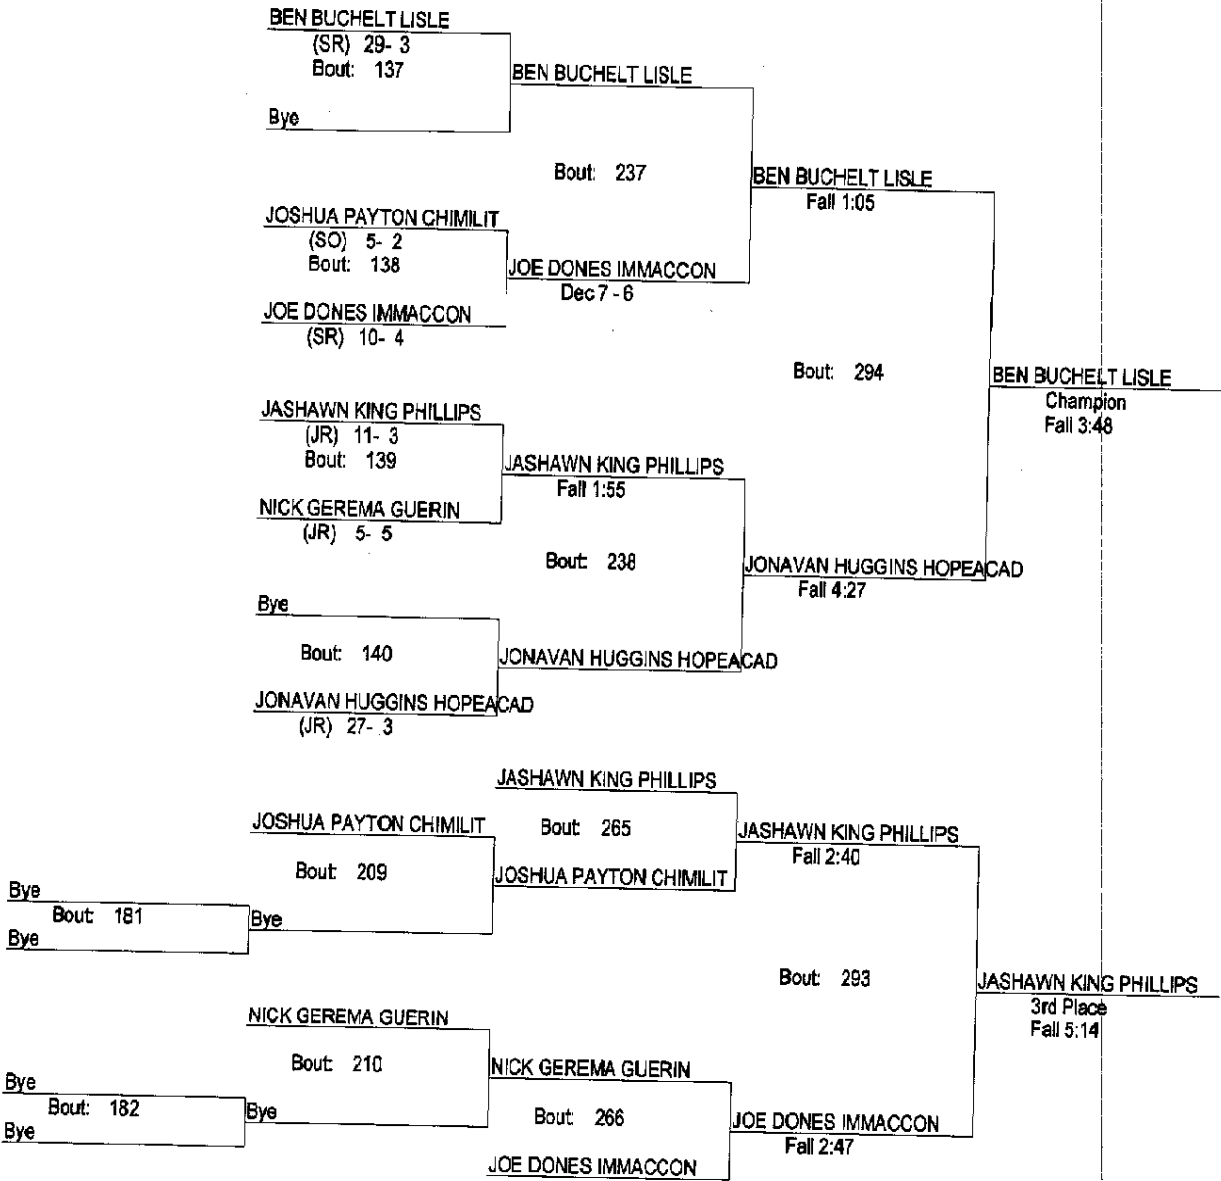 BEN BUCHELT LISLE
(SR) 29- 3
Bout: 137
BEN BUCHELT LISLE
Bye
Bout: 237
BEN BUCHELT LISLE
Fall 1:05
JOSHUA PAYTON CHIMILIT
(SO) 5- 2
Bout: 138
JOE DONES IMMACCON
Dec 7 - 6
JOE DONES IMMACCON
(SR) 10- 4
Bout: 294
BEN BUCHELT LISLE
Champion
Fall 3:48
JASHAWN KING PHILLIPS
(JR) 11- 3
Bout: 139
JASHAWN KING PHILLIPS
Fall 1:55
NICK GEREMA GUERIN
(JR) 5- 5
Bout: 238
JONAVAN HUGGINS HOPEACAD
Fall 4:27
Bye
Bout: 140
JONAVAN HUGGINS HOPEACAD
JONAVAN HUGGINS HOPEACAD
(JR) 27- 3
JASHAWN KING PHILLIPS
JOSHUA PAYTON CHIMILIT
Bout: 265
JASHAWN KING PHILLIPS
Fall 2:40
Bout: 209
JOSHUA PAYTON CHIMILIT
Bye
Bout: 181
Bye
Bye
Bout: 293
JASHAWN KING PHILLIPS
3rd Place
Fall 5:14
NICK GEREMA GUERIN
Bout: 210
NICK GEREMA GUERIN
Bye
Bout: 182
Bye
Bye
Bout: 266
JOE DONES IMMACCON
Fall 2:47
JOE DONES IMMACCON